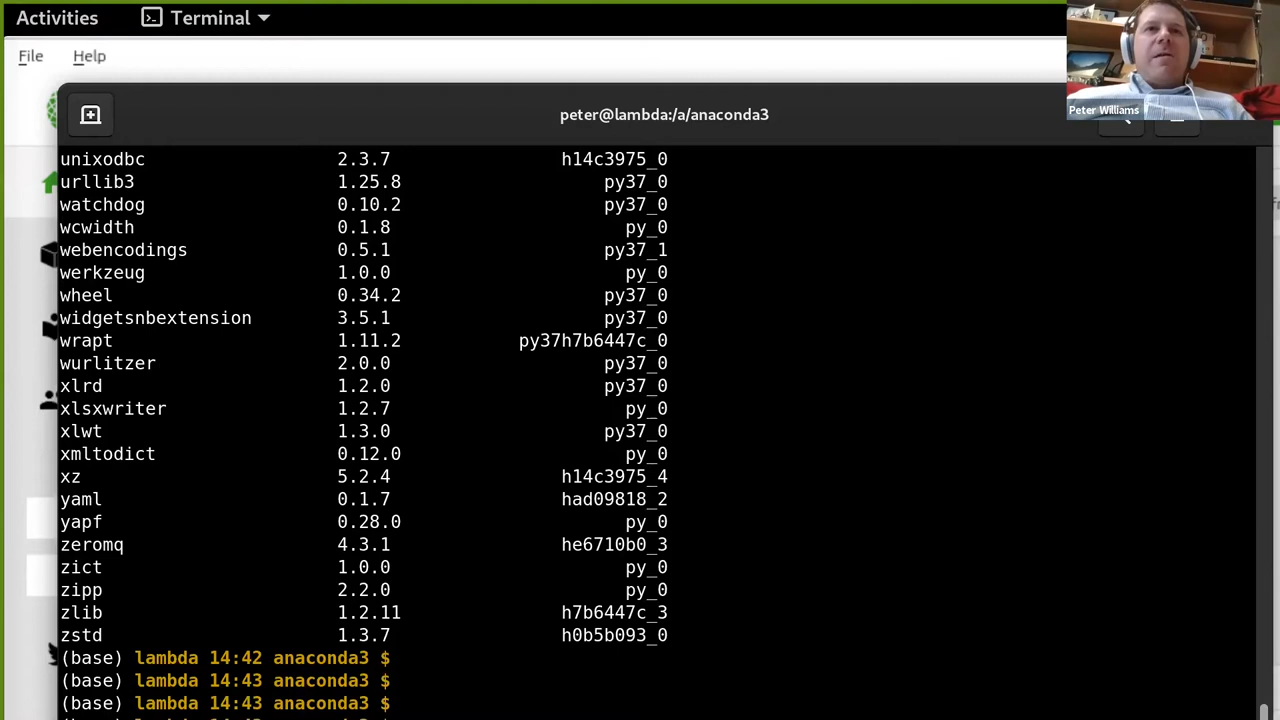 Activities Terminal
File Help
Peter Williams
peter@lambda:/a/anaconda3
unixodbc 2.3.7 h14c3975_0
urllib3 1.25.8 py37_0
watchdog 0.10.2 py37_0
wcwidth 0.1.8 py_0
webencodings 0.5.1 py37_1
werkzeug 1.0.0 py_0
wheel 0.34.2 py37_0
widgetsnbextension 3.5.1 py37_0
wrapt 1.11.2 py37h7b6447c_0
wurlitzer 2.0.0 py37_0
xlrd 1.2.0 py37_0
xlsxwriter 1.2.7 py_0
xlwt 1.3.0 py37_0
xmltodict 0.12.0 py_0
xz 5.2.4 h14c3975_4
yaml 0.1.7 had09818_2
yapf 0.28.0 py_0
zeromq 4.3.1 he6710b0_3
zict 1.0.0 py_0
zipp 2.2.0 py_0
zlib 1.2.11 h7b6447c_3
zstd 1.3.7 h0b5b093_0
(base) lambda 14:42 anaconda3 $
(base) lambda 14:43 anaconda3 $
(base) lambda 14:43 anaconda3 $